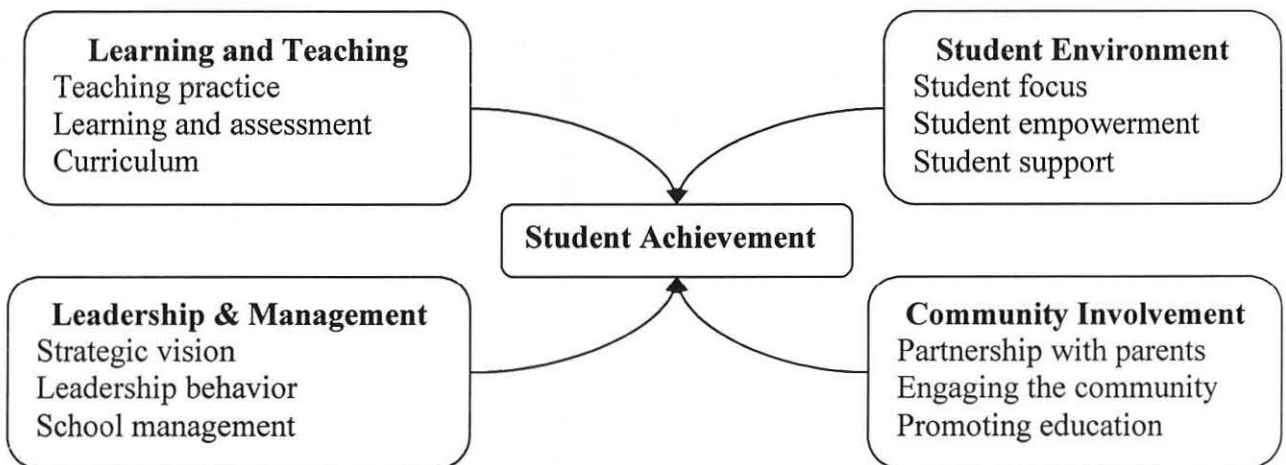 Learning and Teaching
Teaching practice
Learning and assessment
Curriculum
Student Environment
Student focus
Student empowerment
Student support
Student Achievement
Leadership & Management
Strategic vision
Leadership behavior
School management
Community Involvement
Partnership with parents
Engaging the community
Promoting education